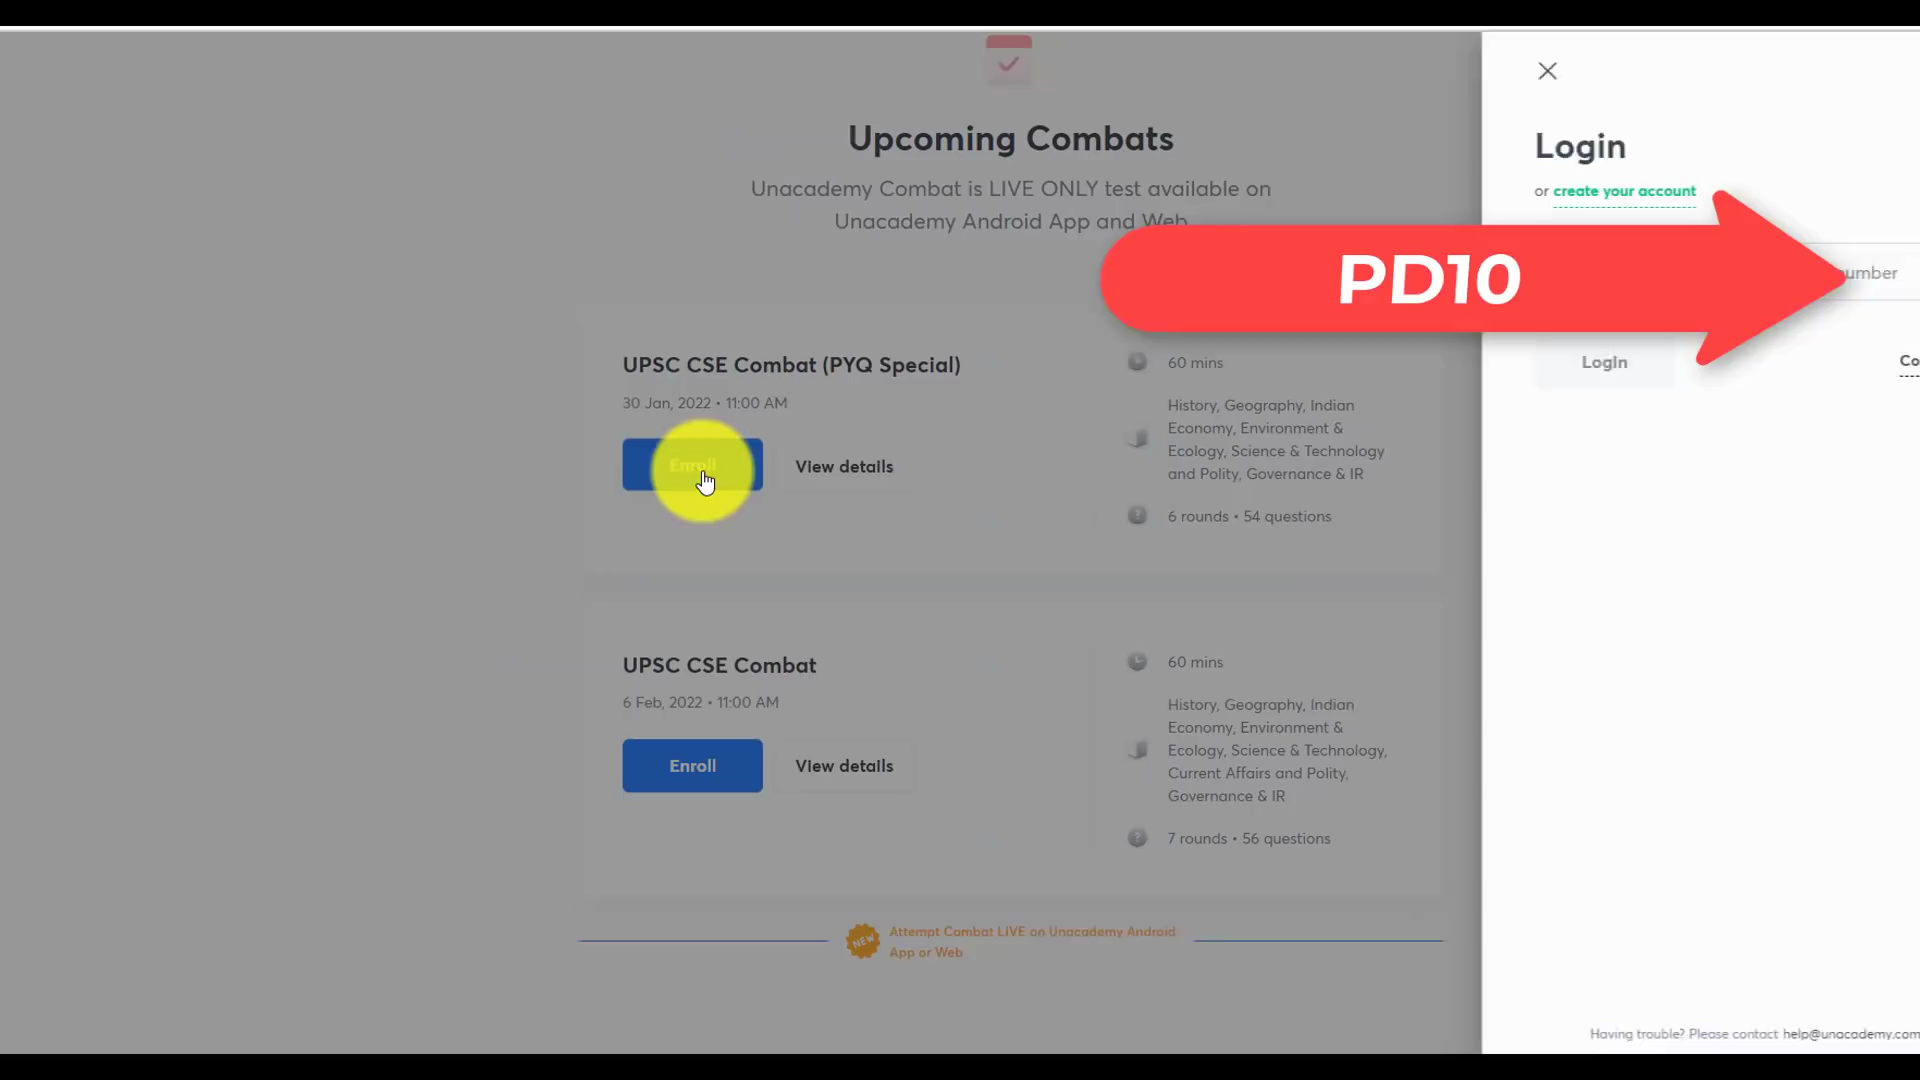 Upcoming Combats
Unacademy Combat is LIVE ONLY test available on
Unacademy Android App and Web
UPSC CSE Combat (PYQ Special)
30 Jan, 2022 • 11:00 AM
Enroll
View details
60 mins
History, Geography, Indian
Economy, Environment &
Ecology, Science & Technology
and Polity, Governance & IR
6 rounds • 54 questions
UPSC CSE Combat
6 Feb, 2022 • 11:00 AM
Enroll
View details
60 mins
History, Geography, Indian
Economy, Environment &
Ecology, Science & Technology,
Current Affairs and Polity,
Governance & IR
7 rounds • 56 questions
NEW
Attempt Combat LIVE on Unacademy Android
App or Web
Login
or create your account
PD10
Login
Having trouble? Please contact help@unacademy.com